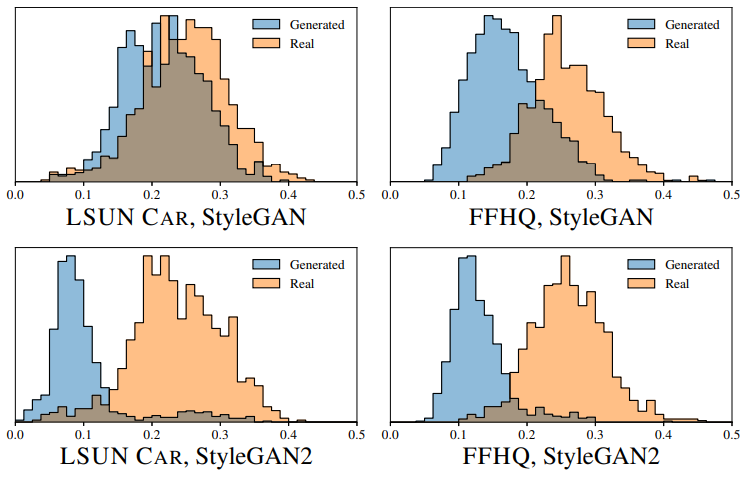 Generated
Real
0.0 0.1 0.2 0.3 0.4 0.5
LSUN CAR, StyleGAN
Generated
Real
0.0 0.1 0.2 0.3 0.4 0.5
FFHQ, StyleGAN
Generated
Real
0.0 0.1 0.2 0.3 0.4 0.5
LSUN CAR, StyleGAN2
Generated
Real
0.0 0.1 0.2 0.3 0.4 0.5
FFHQ, StyleGAN2